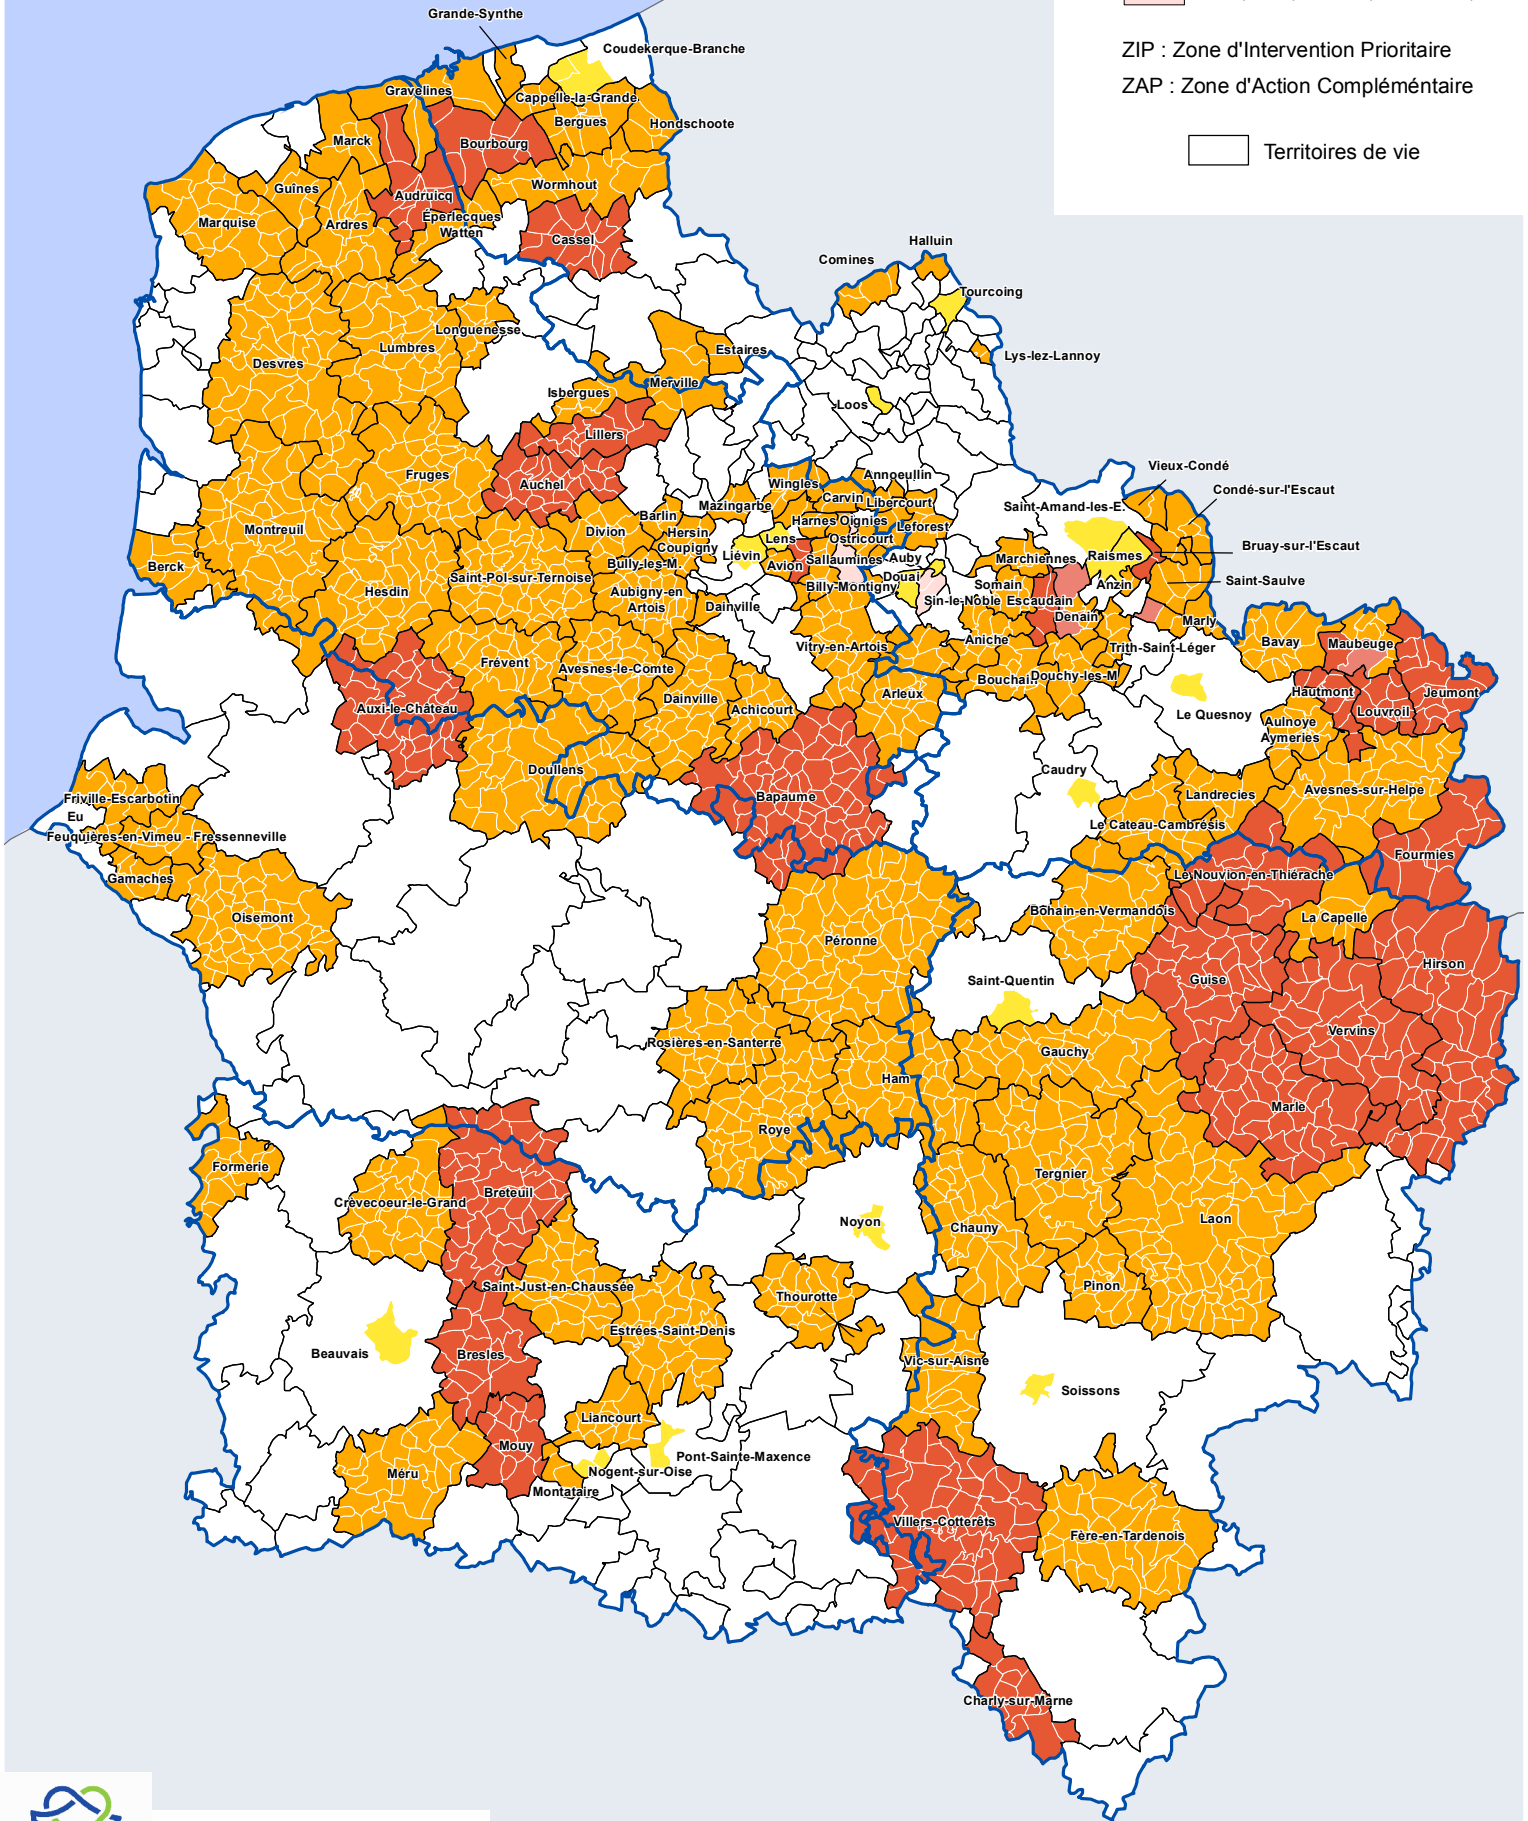 Grande-Synthe
Coudekerque-Branche
ZIP : Zone d'Intervention Prioritaire
ZAP : Zone d'Action Complémentaire
Territoires de vie
Gravelines
Cappelle-la-Grande
Bergues
Hondschoote
Marck
Bourbourg
Guînes
Wormhout
Audruicq
Marquise
Ardres
Éperlecques
Watten
Cassel
Halluin
Comines
Tourcoing
Longuenesse
Lumbres
Desvres
Estaires
Lys-lez-Lannoy
Merville
Isbergues
Loos
Lillers
Fruges
Auchel
Wingles
Annoeullin
Vieux-Condé
Condé-sur-l'Escaut
Carvin
Libercourt
Mazingarbe
Saint-Amand-les-E.
Barlin
Harnes
Oignies
Montreuil
Divion
Hersin
Coupigny
Leforest
Lens
Ostricourt
Bruay-sur-l'Escaut
Liévin
Sallaumines
Auby
Marchiennes
Raismes
Berck
Bully-les-M.
Avion
Douai
Saint-Pol-sur-Ternoise
Billy-Montigny
Somain
Anzin
Saint-Saulve
Hesdin
Aubigny-en
Artois
Dainville
Sin-le-Noble
Escaudain
Denain
Marly
Vitry-en-Artois
Aniche
Trith-Saint-Léger
Bavay
Maubeuge
Frévent
Avesnes-le-Comte
Bouchain
Douchy-les-M
Hautmont
Jeumont
Auxi-le-Château
Dainville
Achicourt
Arleux
Le Quesnoy
Louvroil
Aulnoye
Aymeries
Doullens
Caudry
Bapaume
Landrecies
Avesnes-sur-Helpe
Friville-Escarbotin
Eu
Le Cateau-Cambrésis
Feuquières-en-Vimeu - Fressenneville
Fourmies
Gamaches
Le Nouvion-en-Thiérache
Oisemont
Bohain-en-Vermandois
La Capelle
Péronne
Hirson
Saint-Quentin
Guise
Vervins
Rosières-en-Santerre
Gauchy
Ham
Marle
Roye
Formerie
Tergnier
Breteuil
Crèvecoeur-le-Grand
Noyon
Chauny
Laon
Saint-Just-en-Chaussée
Thourotte
Pinon
Estrées-Saint-Denis
Beauvais
Bresles
Vic-sur-Aisne
Soissons
Liancourt
Mouy
Pont-Sainte-Maxence
Méru
Nogent-sur-Oise
Montataire
Villers-Cotterêts
Fère-en-Tardenois
Charly-sur-Marne